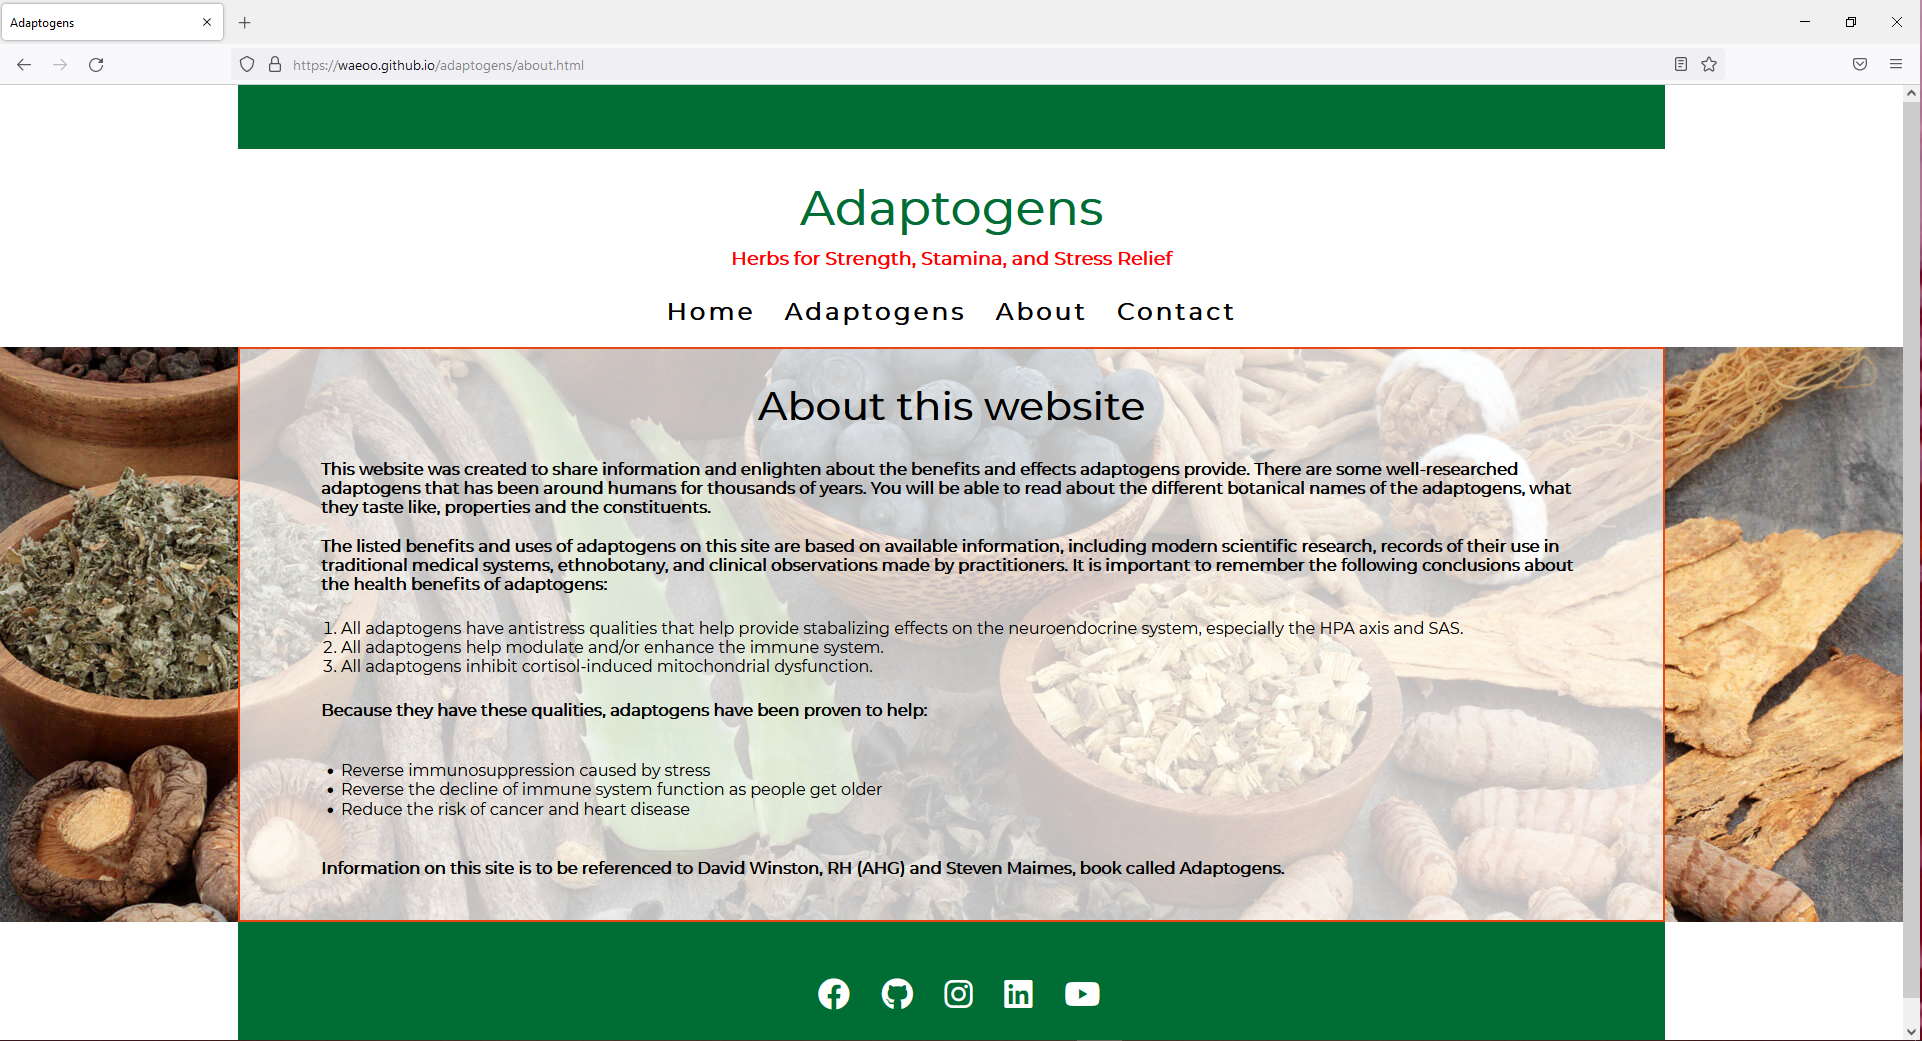 Adaptogens
https://waeoo.github.io/adaptogens/about.html
Adaptogens
Herbs for Strength, Stamina, and Stress Relief
Home Adaptogens About Contact
About this website
This website was created to share information and enlighten about the benefits and effects adaptogens provide. There are some well-researched
adaptogens that has been around humans for thousands of years. You will be able to read about the different botanical names of the adaptogens, what
they taste like, properties and the constituents.
The listed benefits and uses of adaptogens on this site are based on available information, including modern scientific research, records of their use in
traditional medical systems, ethnobotany, and clinical observations made by practitioners. It is important to remember the following conclusions about
the health benefits of adaptogens:
1. All adaptogens have antistress qualities that help provide stabalizing effects on the neuroendocrine system, especially the HPA axis and SAS.
2. All adaptogens help modulate and/or enhance the immune system.
3. All adaptogens inhibit cortisol-induced mitochondrial dysfunction.
Because they have these qualities, adaptogens have been proven to help:
• Reverse immunosuppression caused by stress
• Reverse the decline of immune system function as people get older
• Reduce the risk of cancer and heart disease
Information on this site is to be referenced to David Winston, RH (AHG) and Steven Maimes, book called Adaptogens.